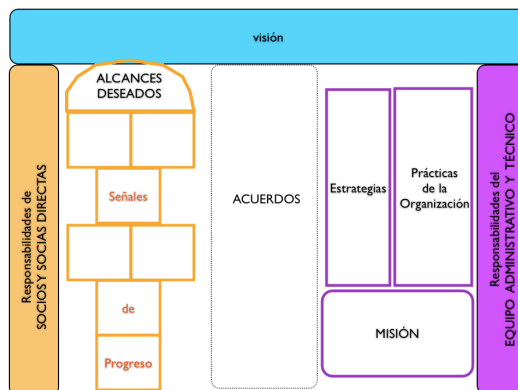 visión
Responsabilidades de
SOCIOS Y SOCIAS DIRECTAS
ALCANCES
DESEADOS
Señales
de
Progreso
ACUERDOS
Estrategias
Prácticas
de la
Organización
MISIÓN
Responsabilidades del
EQUIPO ADMINISTRATIVO Y TÉCNICO